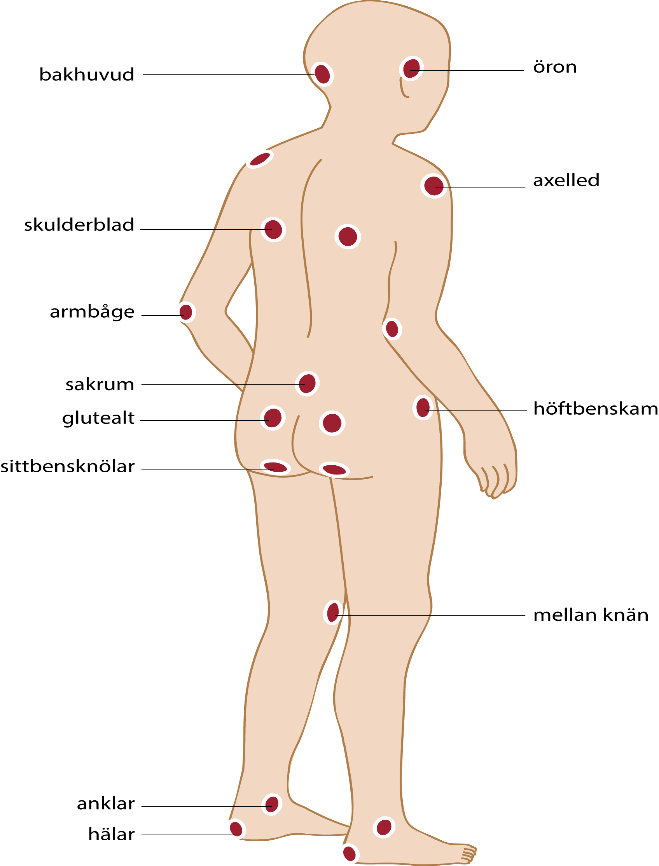 bakhuvud
öron
axelled
skulderblad
armbåge
sakrum
glutealt
höftbenskam
sittbensknölar
mellan knän
anklar
hälar